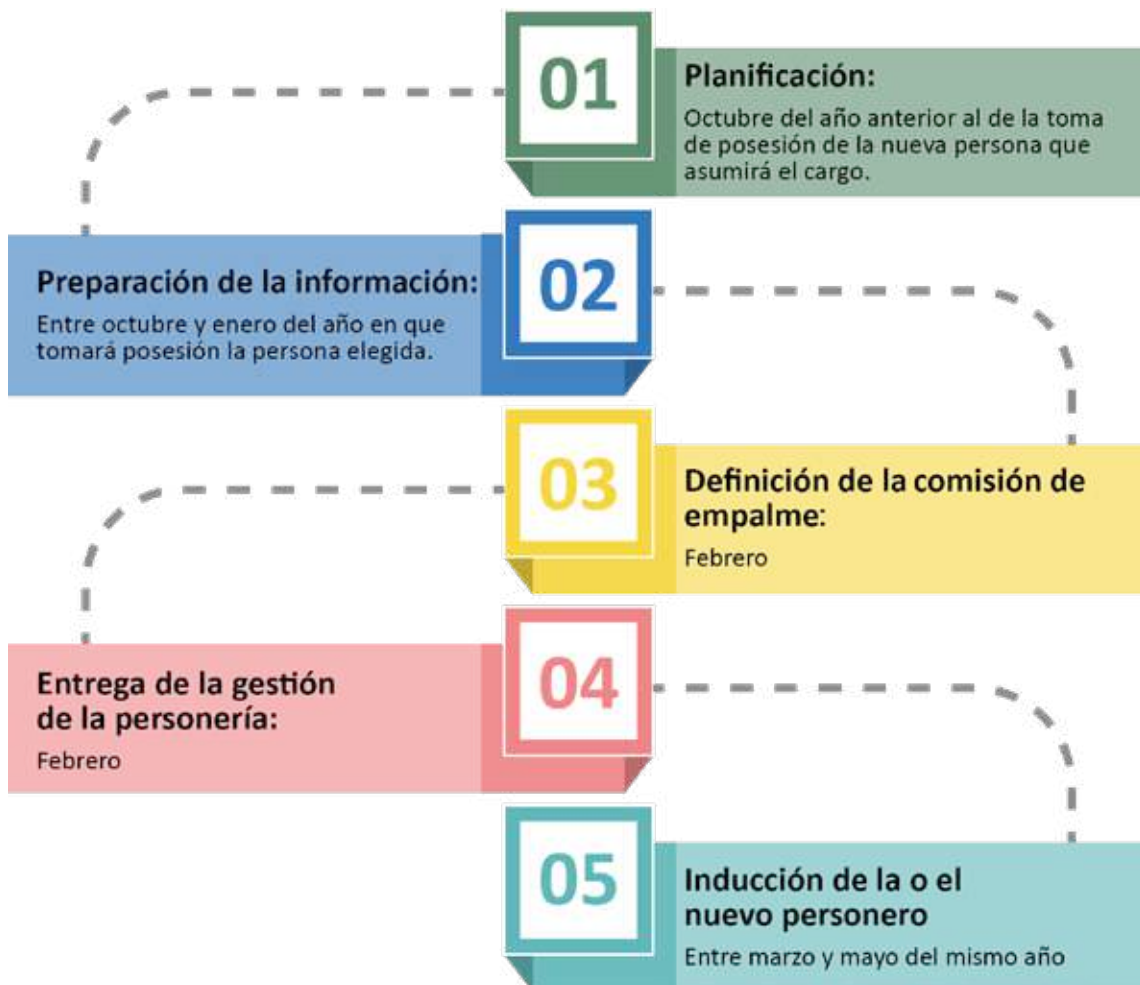 01
Planificación:
Octubre del año anterior al de la toma
de posesión de la nueva persona que
asumirá el cargo.
02
Preparación de la información:
Entre octubre y enero del año en que
tomará posesión la persona elegida.
03
Definición de la comisión de
empalme:
Febrero
04
Entrega de la gestión
de la personería:
Febrero
05
Inducción de la o el
nuevo personero
Entre marzo y mayo del mismo año